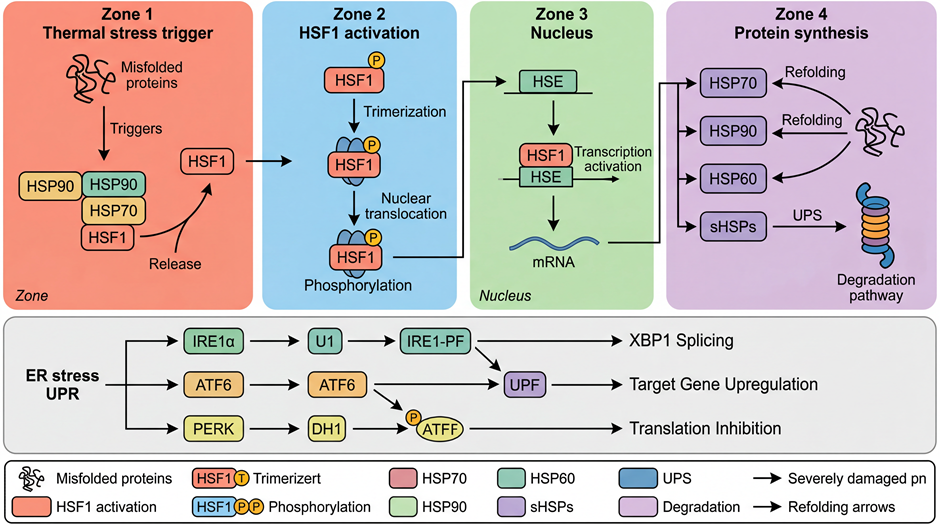 Zone 1
Thermal stress trigger
Misfolded
proteins
Triggers
HSP90
HSP90
HSP70
HSF1
HSF1
Release
Zone
Zone 2
HSF1 activation
P
HSF1
Trimerization
P
HSF1
Nuclear
translocation
P
HSF1
Phosphorylation
Zone 3
Nucleus
HSE
HSF1
HSE
Transcription
activation
mRNA
Nucleus
Zone 4
Protein synthesis
HSP70
Refolding
HSP90
Refolding
HSP60
sHSPs
UPS
Degradation
pathway
ER stress
UPR
IRE1α
U1
IRE1-PF
XBP1 Splicing
ATF6
ATF6
UPF
Target Gene Upregulation
PERK
DH1
P
ATFF
Translation Inhibition
Misfolded proteins
HSF1 T Trimerizert
HSP70
HSP60
UPS
Severely damaged pn
HSF1 activation
HSF1 P P Phosphorylation
HSP90
sHSPs
Degradation
Refolding arrows